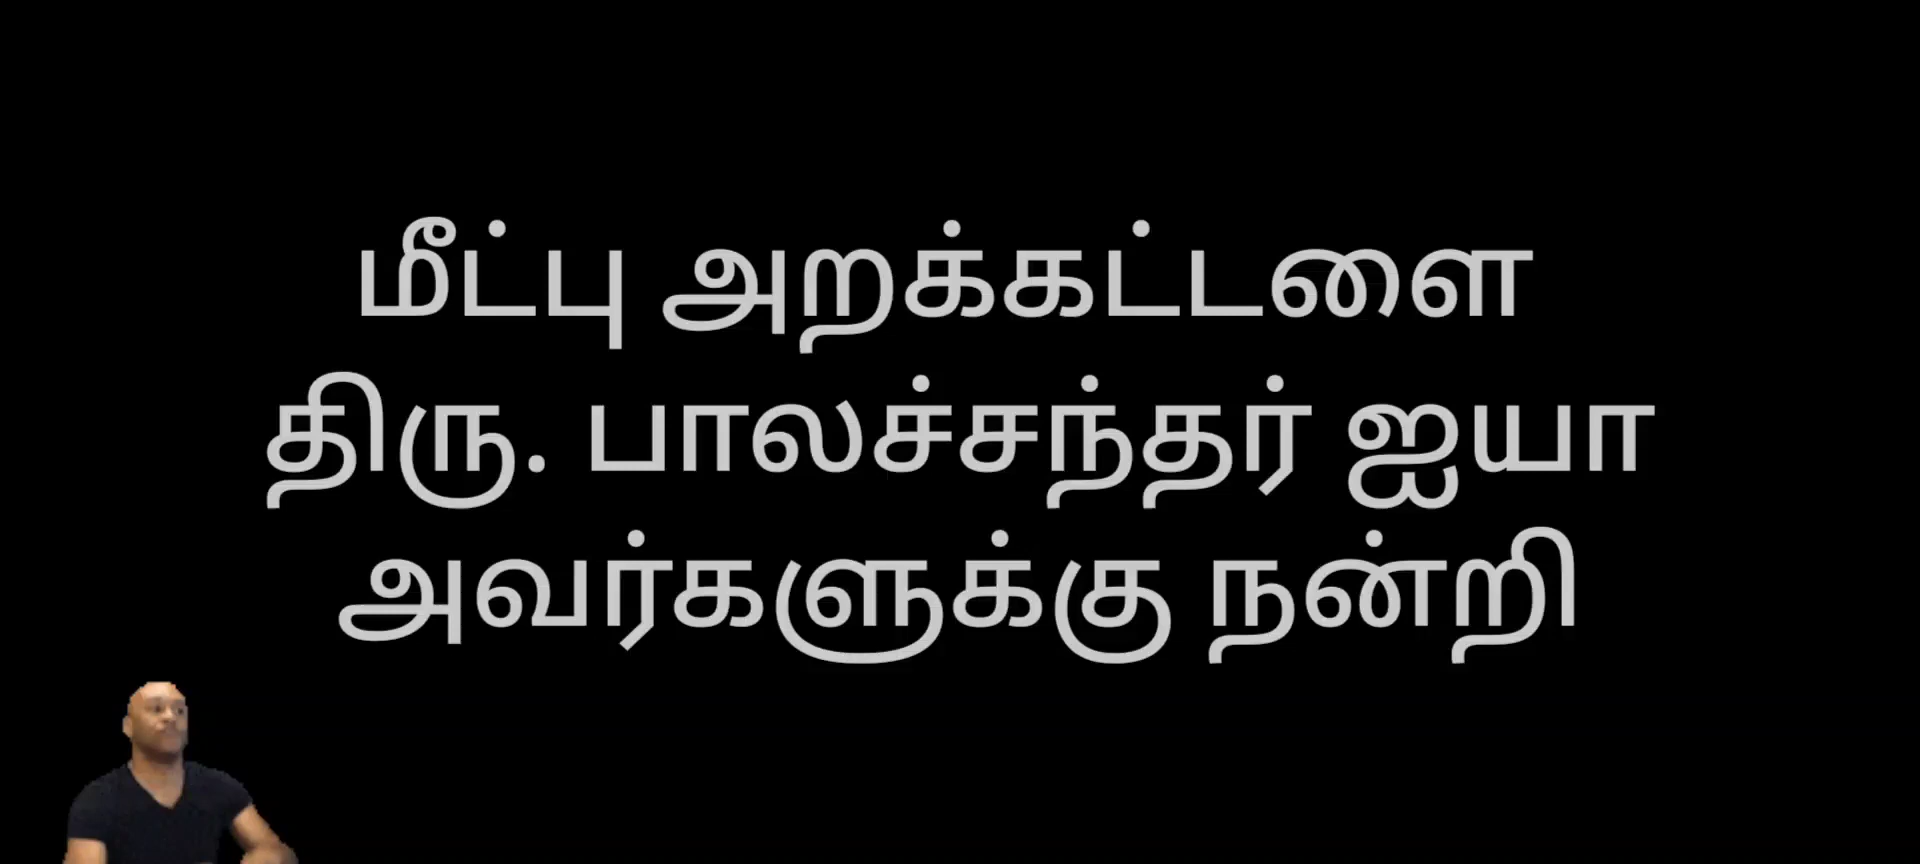 மீட்பு அறக்கட்டளை
திரு. பாலச்சந்தர் ஐயா
அவர்களுக்கு நன்றி